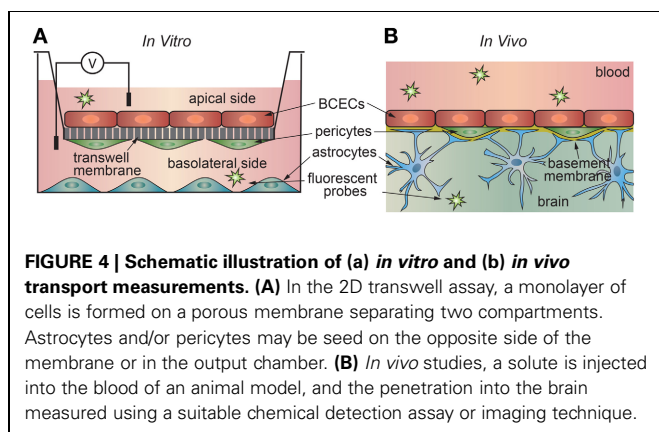 A
In Vitro
V
apical side
transwell
membrane
basolateral side
BCECs
pericytes
astrocytes
fluorescent
probes
B
In Vivo
blood
basement
membrane
brain
FIGURE 4 | Schematic illustration of (a) in vitro and (b) in vivo
transport measurements. (A) In the 2D transwell assay, a monolayer of
cells is formed on a porous membrane separating two compartments.
Astrocytes and/or pericytes may be seed on the opposite side of the
membrane or in the output chamber. (B) In vivo studies, a solute is injected
into the blood of an animal model, and the penetration into the brain
measured using a suitable chemical detection assay or imaging technique.